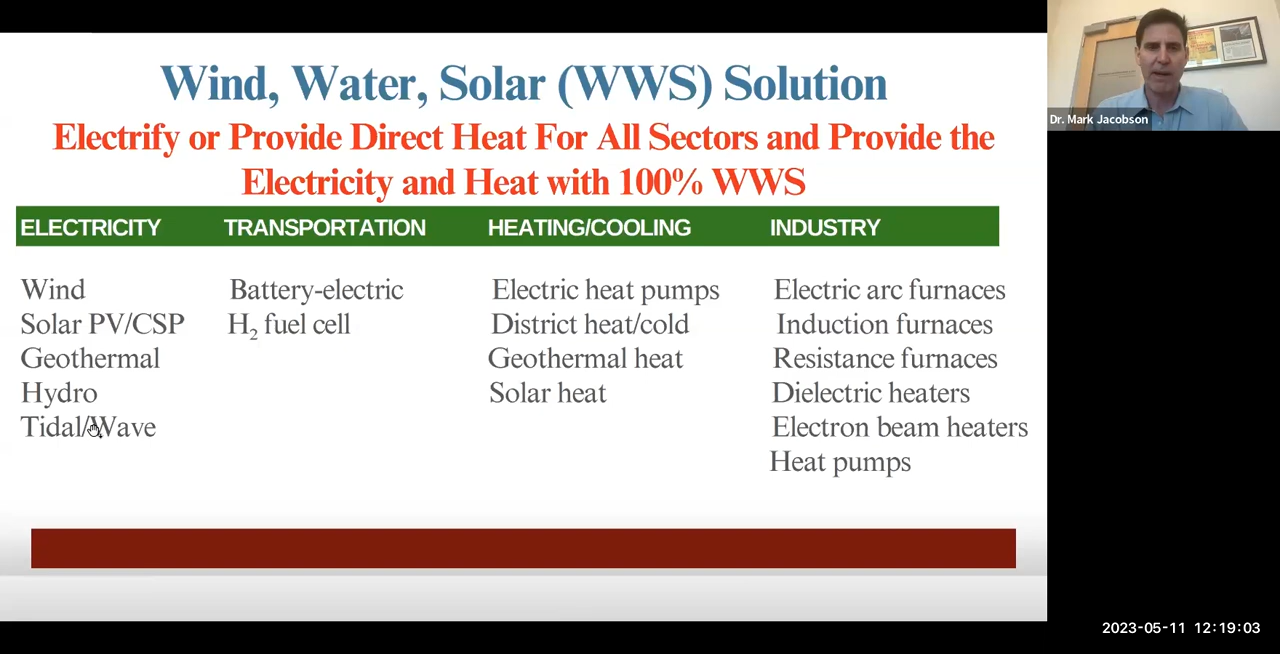 Wind, Water, Solar (WWS) Solution
Electrify or Provide Direct Heat For All Sectors and Provide the
Electricity and Heat with 100% WWS
ELECTRICITY TRANSPORTATION HEATING/COOLING INDUSTRY
Wind Battery-electric Electric heat pumps Electric arc furnaces
Solar PV/CSP H₂ fuel cell District heat/cold Induction furnaces
Geothermal Geothermal heat Resistance furnaces
Hydro Solar heat Dielectric heaters
Tidal/Wave Electron beam heaters
Heat pumps
Dr. Mark Jacobson
2023-05-11 12:19:03